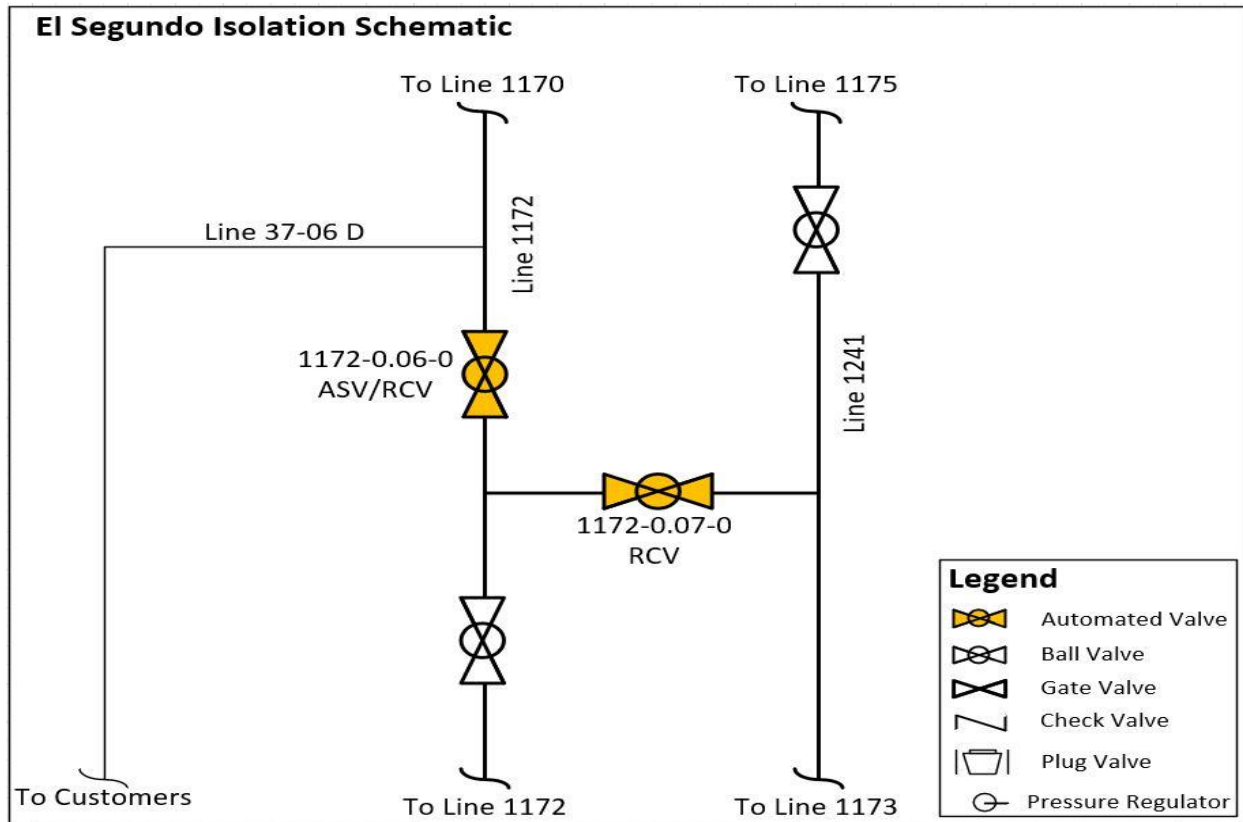 El Segundo Isolation Schematic
To Line 1170
To Line 1175
Line 37-06 D
Line 1172
1172-0.06-0
ASV/RCV
Line 1241
1172-0.07-0
RCV
To Customers
To Line 1172
To Line 1173
Legend
Automated Valve
Ball Valve
Gate Valve
Check Valve
Plug Valve
Pressure Regulator